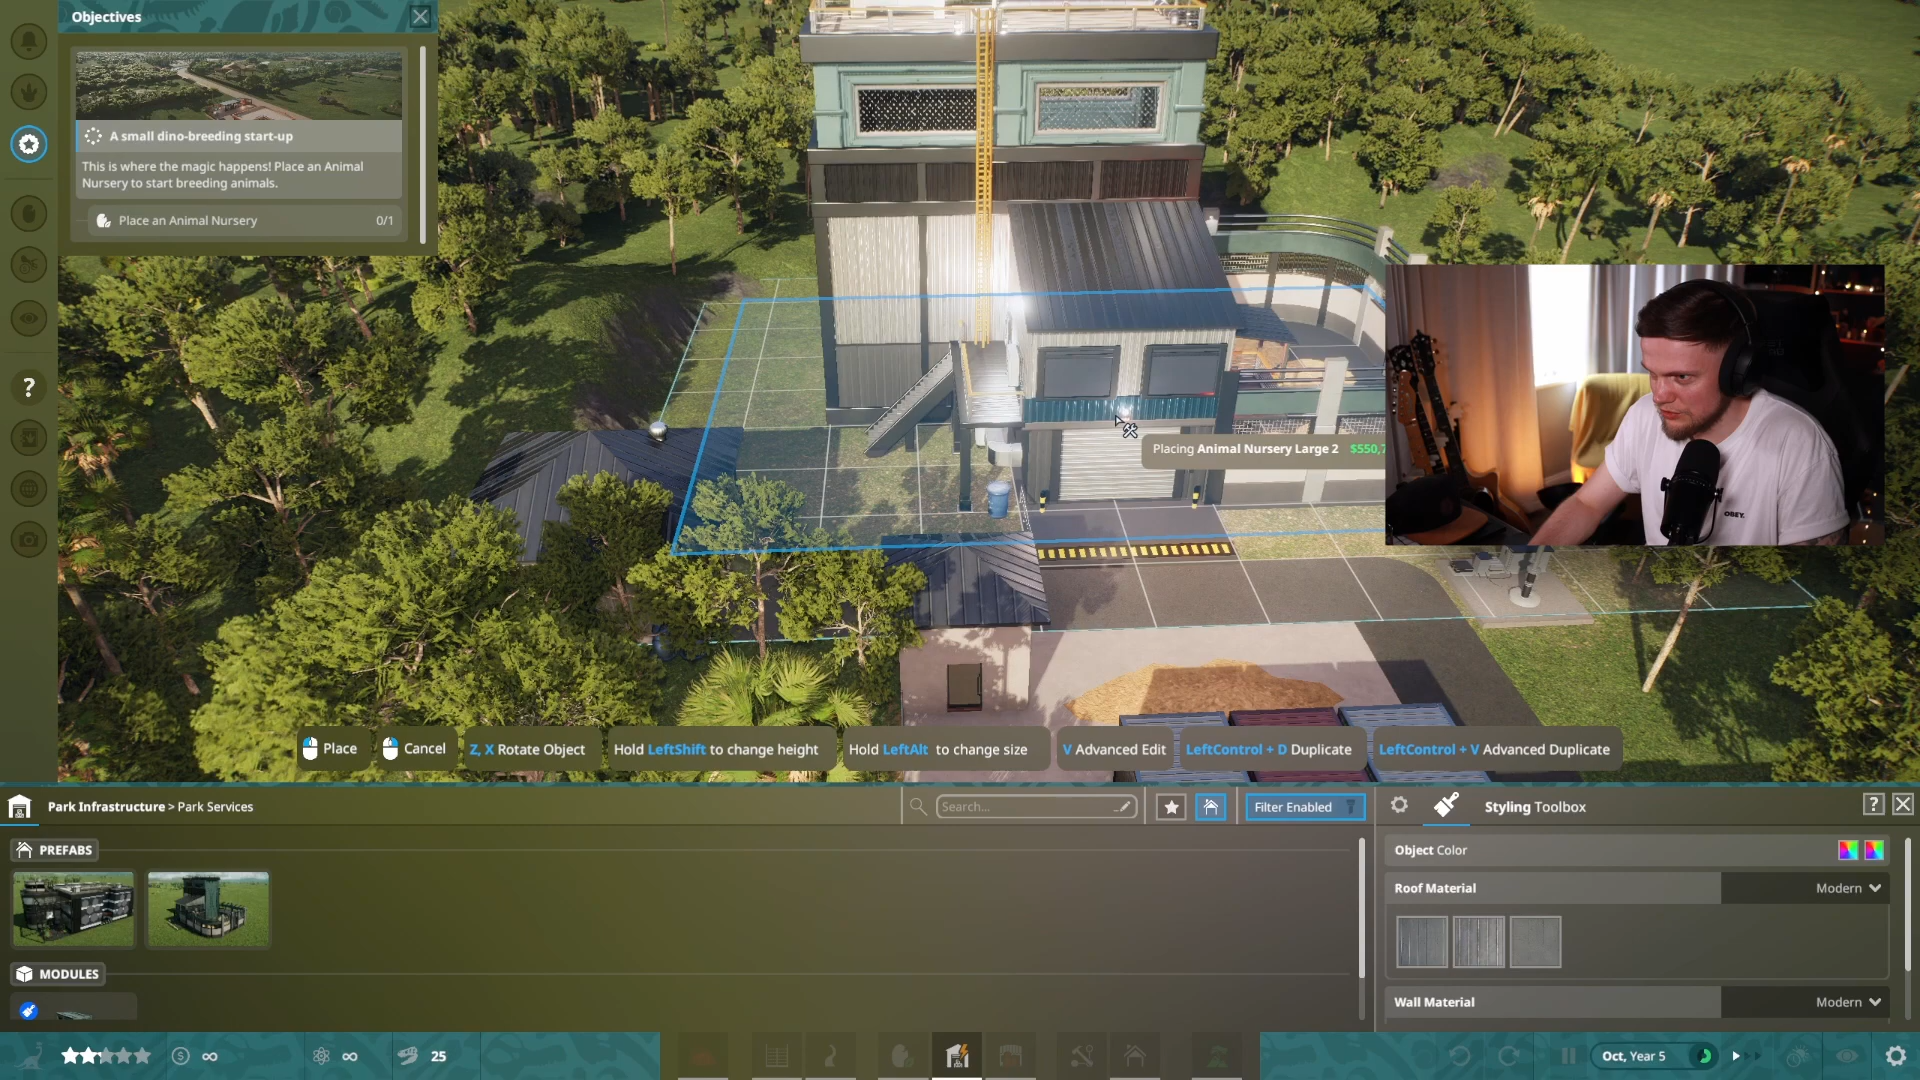 Objectives
A small dino-breeding start-up
This is where the magic happens! Place an Animal
Nursery to start breeding animals.
Place an Animal Nursery 0/1
?
Placing Animal Nursery Large 2 $550,
OBEY.
Place
Cancel
Z, X Rotate Object
Hold LeftShift to change height
Hold LeftAlt to change size
V Advanced Edit
LeftControl + D Duplicate
LeftControl + V Advanced Duplicate
Park Infrastructure > Park Services
Search...
Filter Enabled
Styling Toolbox
?
PREFABS
Object Color
Roof Material Modern
MODULES
Wall Material Modern
$ ∞
∞
25
Oct, Year 5